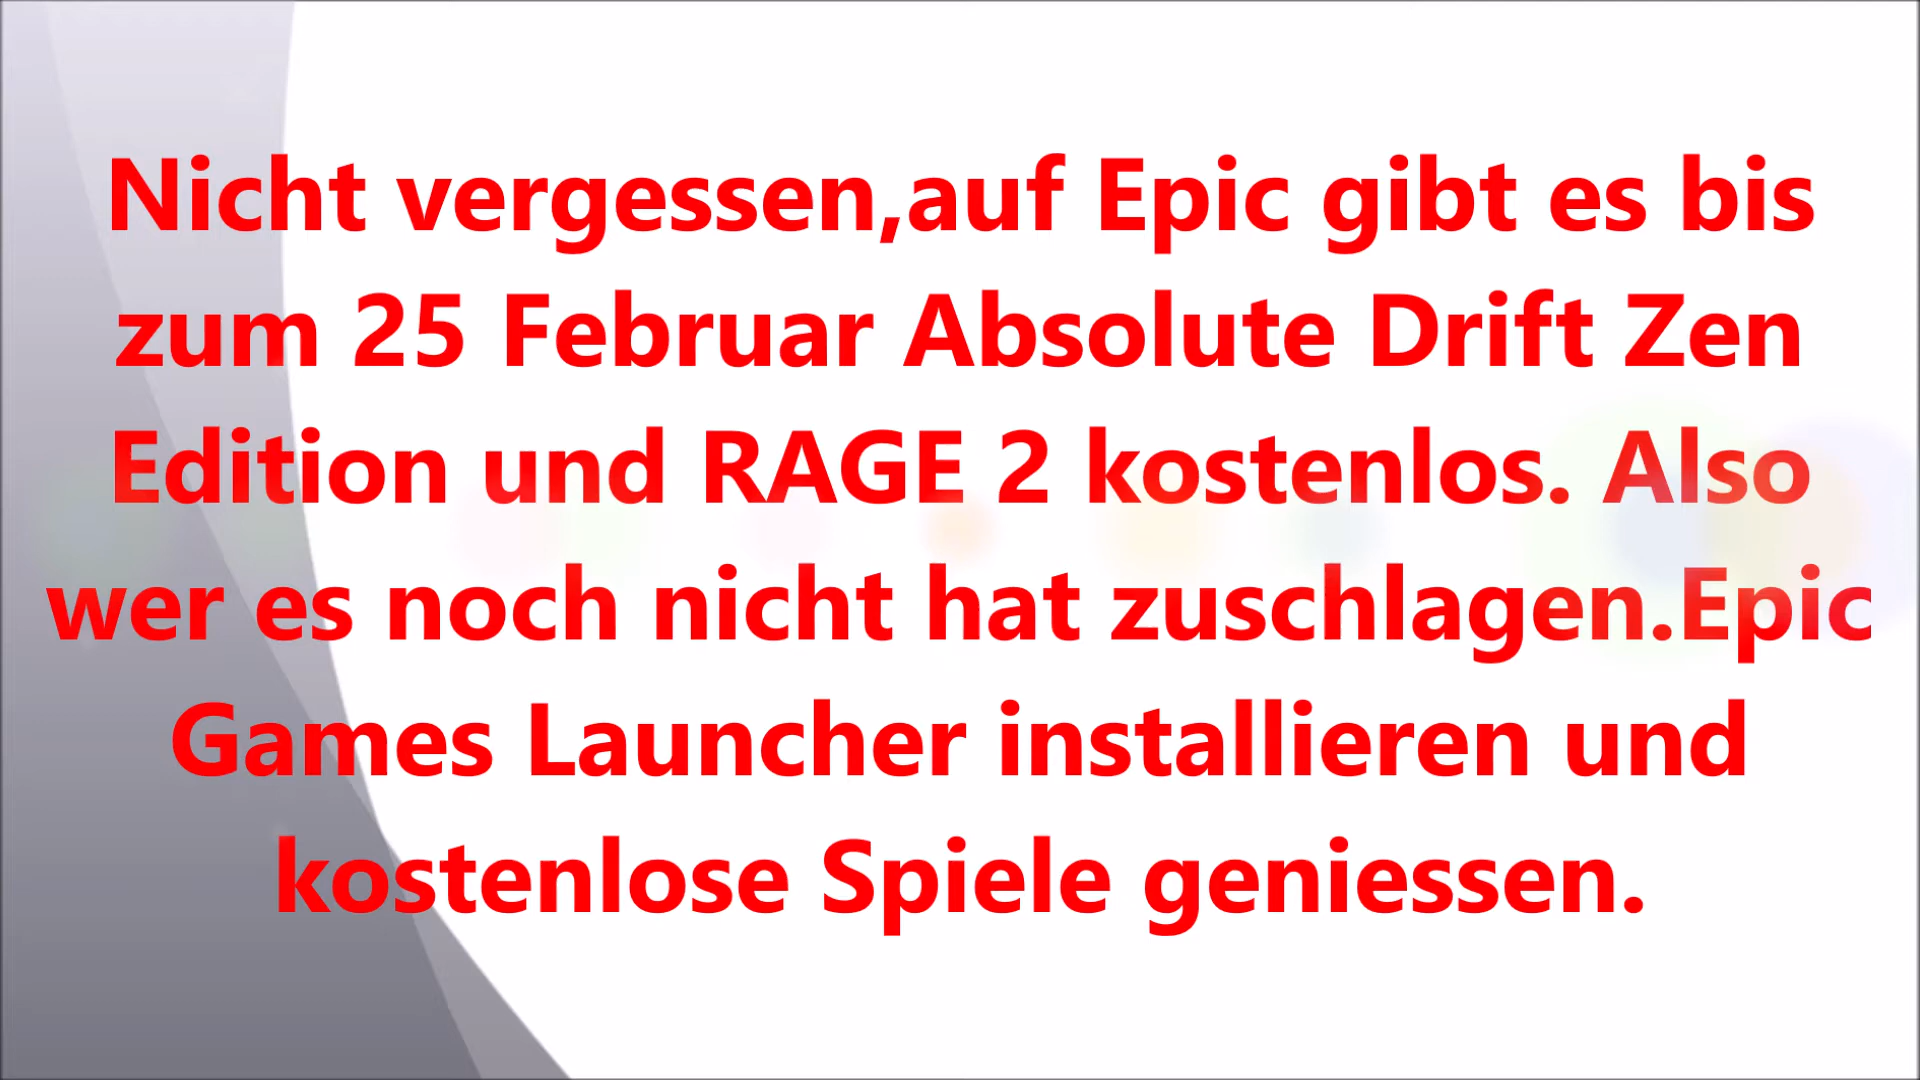 Nicht vergessen,auf Epic gibt es bis
zum 25 Februar Absolute Drift Zen
Edition und RAGE 2 kostenlos. Also
wer es noch nicht hat zuschlagen.Epic
Games Launcher installieren und
kostenlose Spiele geniessen.